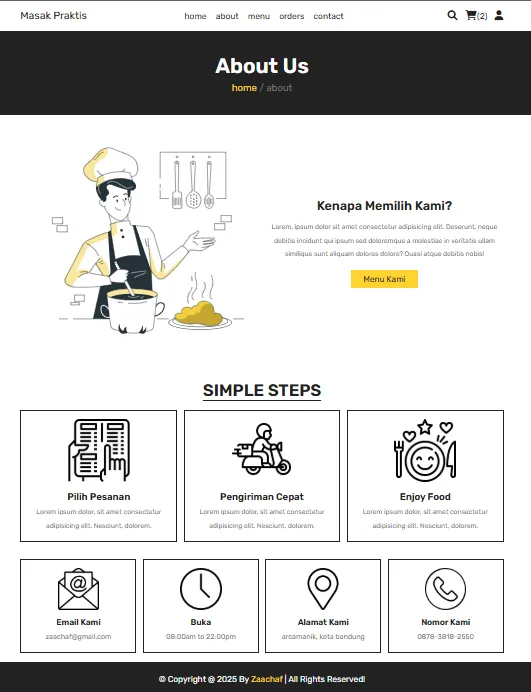 Masak Praktis
home about menu orders contact
(2)
About Us
home / about
Kenapa Memilih Kami?
Lorem, ipsum dolor sit amet consectetur adipisicing elit. Deserunt, neque
debitis incidunt qui ipsum sed doloremque a molestiae in veritatis ullam
similique sunt aliquam dolores dolore? Quasi atque debitis nobis!
Menu Kami
SIMPLE STEPS
Pilih Pesanan
Lorem ipsum dolor, sit amet consectetur
adipisicing elit. Nesciunt, dolorem.
Pengiriman Cepat
Lorem ipsum dolor, sit amet consectetur
adipisicing elit. Nesciunt, dolorem.
Enjoy Food
Lorem ipsum dolor, sit amet consectetur
adipisicing elit. Nesciunt, dolorem.
@
Email Kami
zaachaf@gmail.com
Buka
08:00am to 22:00pm
Alamat Kami
arcamanik, kota bandung
Nomor Kami
0878-3818-2550
© Copyright @ 2025 By Zaachaf | All Rights Reserved!